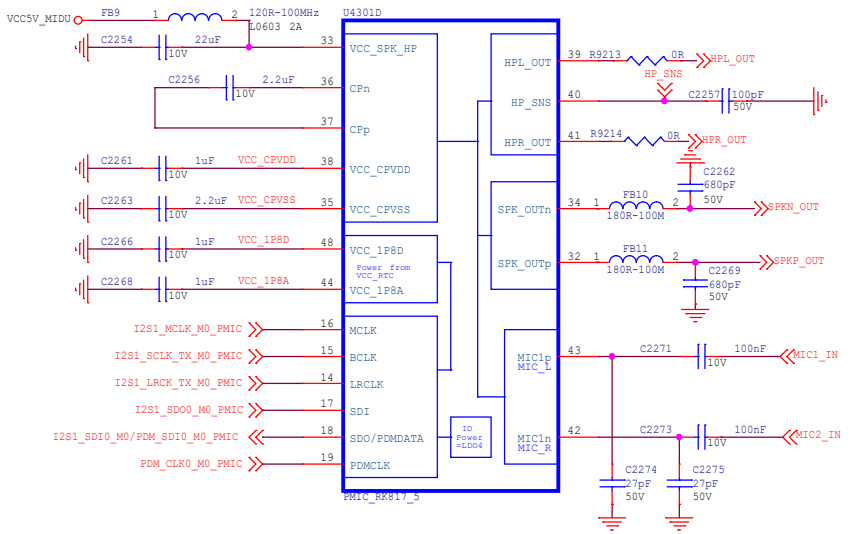 VCC5V_MIDU FB9 1 2 120R-100MHz
L0603 2A
U4301D
C2254 22uF 10V 33 VCC_SPK_HP
C2256 2.2uF 10V 36 CPn
37 CPp
C2261 1uF 10V VCC_CPVDD 38 VCC_CPVDD
C2263 2.2uF 10V VCC_CPVSS 35 VCC_CPVSS
C2266 1uF 10V VCC_1P8D 48 VCC_1P8D
Power from
VCC_RTC
C2268 1uF 10V VCC_1P8A 44 VCC_1P8A
I2S1_MCLK_M0_PMIC 16 MCLK
I2S1_SCLK_TX_M0_PMIC 15 BCLK
I2S1_LRCK_TX_M0_PMIC 14 LRCLK
I2S1_SDO0_M0_PMIC 17 SDI
I2S1_SDI0_M0/PDM_SDI0_M0_PMIC 18 SDO/PDMDATA
PDM_CLK0_M0_PMIC 19 PDMCLK
IO
Power
=LDO4
PMIC_RK817_5
HPL_OUT 39 R9213 0R HPL_OUT
HP_SNS
HP_SNS 40 C2257 100pF
50V
HPR_OUT 41 R9214 0R HPR_OUT
C2262
680pF
50V
SPK_OUTn 34 1 FB10 2 SPKN_OUT
180R-100M
SPK_OUTp 32 1 FB11 2 SPKP_OUT
180R-100M
C2269
680pF
50V
MIC1p 43 C2271 100nF MIC1_IN
MIC_L 10V
MIC1n 42 C2273 100nF MIC2_IN
MIC_R 10V
C2274 C2275
27pF 27pF
50V 50V